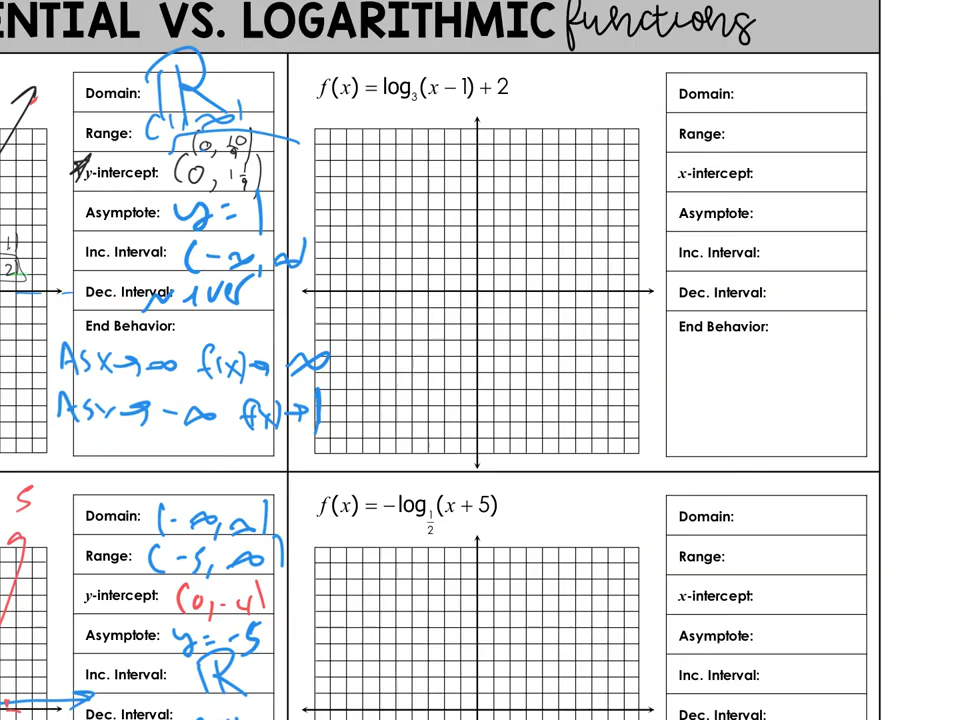 ENTIAL VS. LOGARITHMIC functions
Domain: ℝ
Range: (1, ∞)
(0, 10/9)
y-intercept: (0, 1 1/9)
Asymptote: y = 1
Inc. Interval: (-∞, ∞)
Dec. Interval: never
End Behavior:
As x → ∞ f(x) → ∞
As x → -∞ f(x) → 1
f(x) = log₃(x − 1) + 2
Domain:
Range:
x-intercept:
Asymptote:
Inc. Interval:
Dec. Interval:
End Behavior:
5
Domain: (-∞, ∞)
Range: (-5, ∞)
y-intercept: (0, -4)
Asymptote: y = -5
Inc. Interval: ℝ
Dec. Interval:
f(x) = −log_{1/2}(x + 5)
Domain:
Range:
x-intercept:
Asymptote:
Inc. Interval:
Dec. Interval: